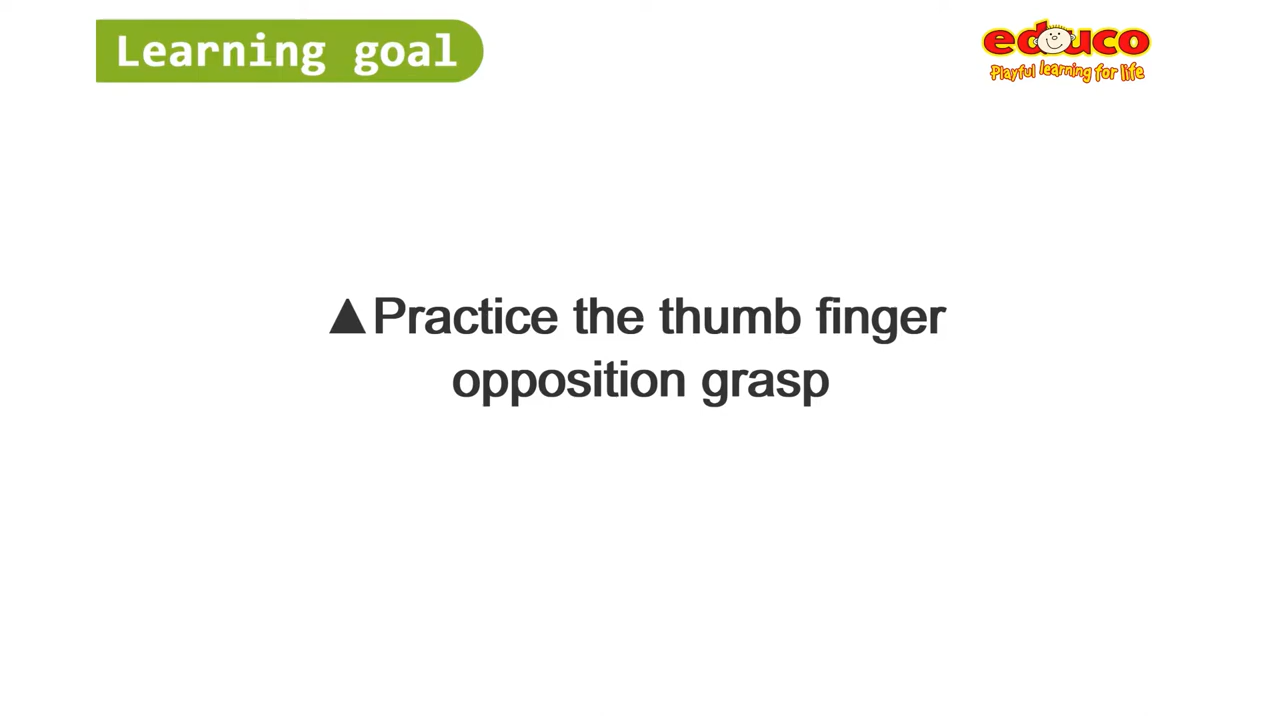 Learning goal
educo
Playful learning for life
▲Practice the thumb finger
opposition grasp